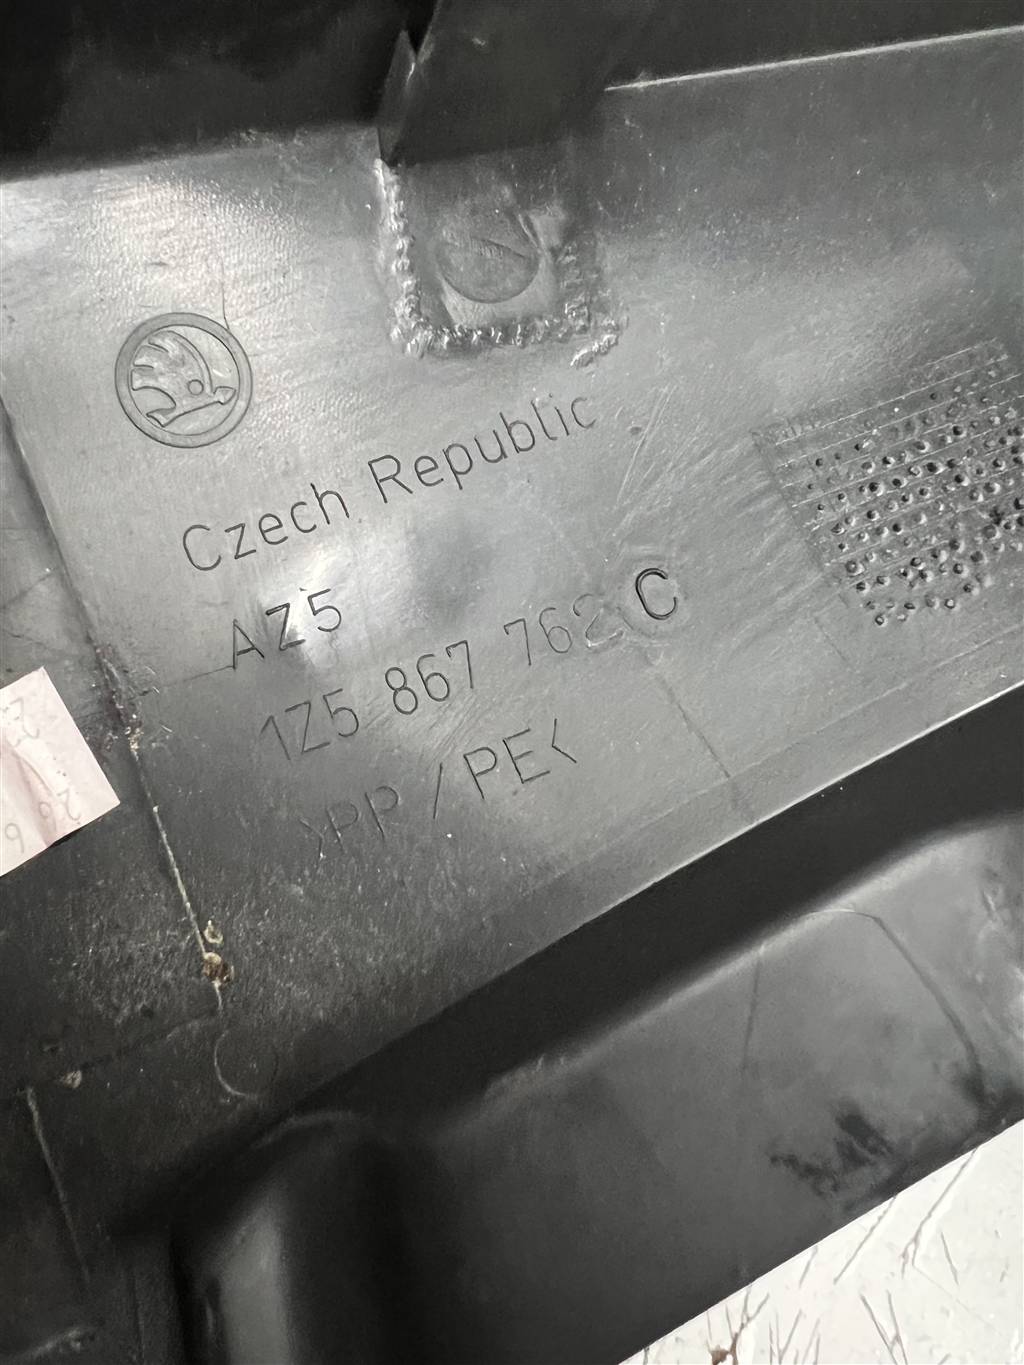 Czech Republic
AZ5
1Z5 867 762 C
>PP/PE<